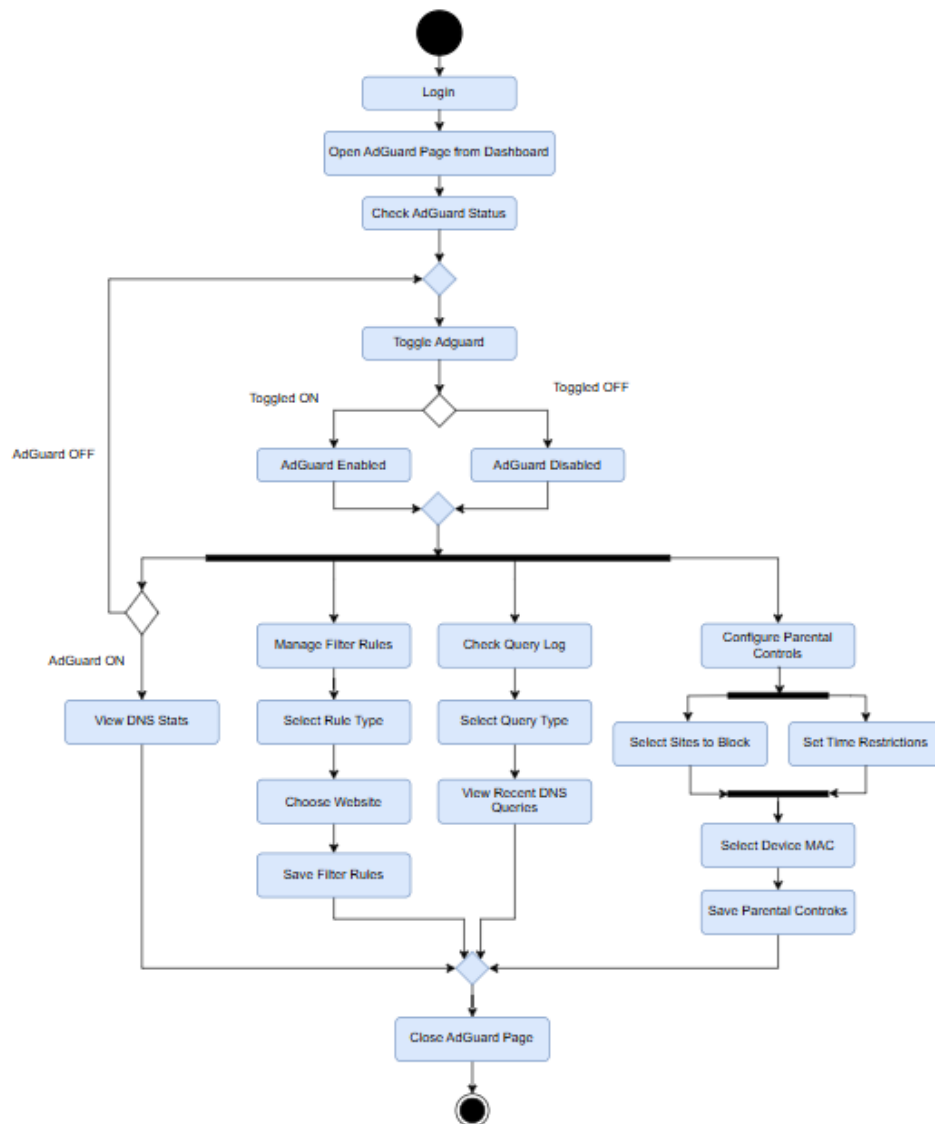 Login
Open AdGuard Page from Dashboard
Check AdGuard Status
Toggle Adguard
Toggled ON
Toggled OFF
AdGuard OFF
AdGuard Enabled
AdGuard Disabled
AdGuard ON
Manage Filter Rules
Check Query Log
Configure Parental
Controls
View DNS Stats
Select Rule Type
Select Query Type
Select Sites to Block
Set Time Restrictions
Choose Website
View Recent DNS
Queries
Select Device MAC
Save Filter Rules
Save Parental Controks
Close AdGuard Page